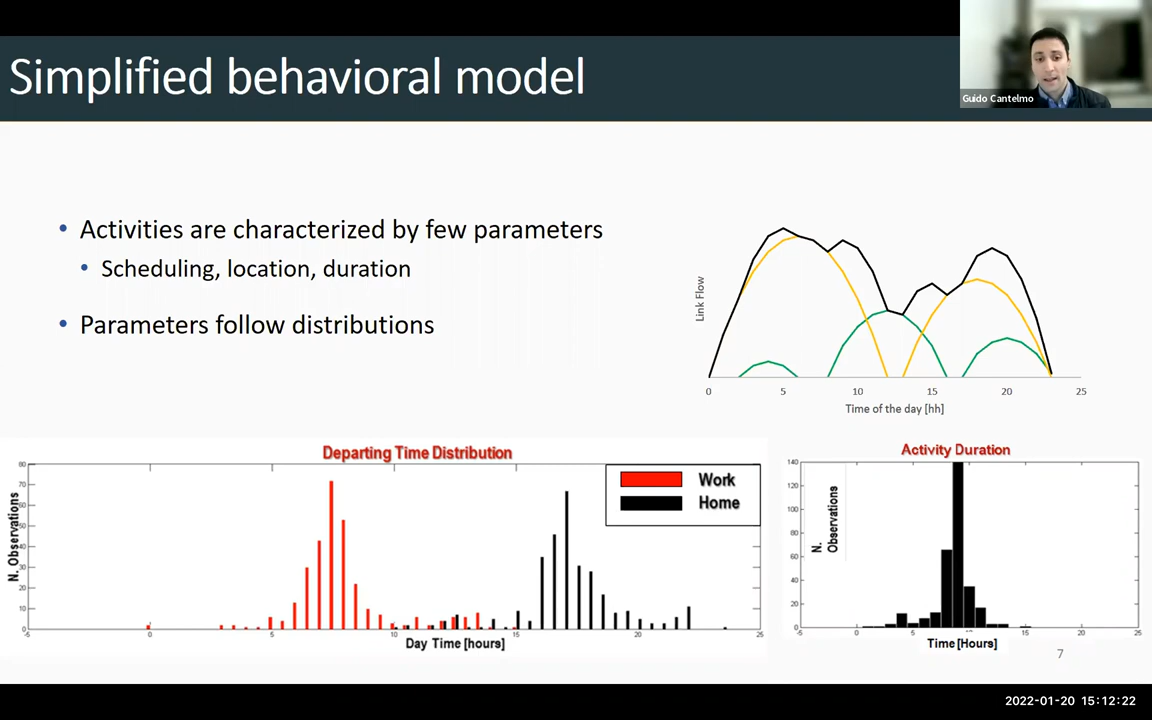 Simplified behavioral model
Guido Cantelmo
• Activities are characterized by few parameters
• Scheduling, location, duration
• Parameters follow distributions
Link Flow
0 5 10 15 20 25
Time of the day [hh]
Departing Time Distribution
N. Observations
80
70
60
50
40
30
20
10
0
Work
Home
-5 0 5 10 15 20 25
Day Time [hours]
Activity Duration
N.
Observations
140
120
100
80
60
40
20
0
-5 0 5 15 20 25
Time [Hours]
7
2022-01-20 15:12:22